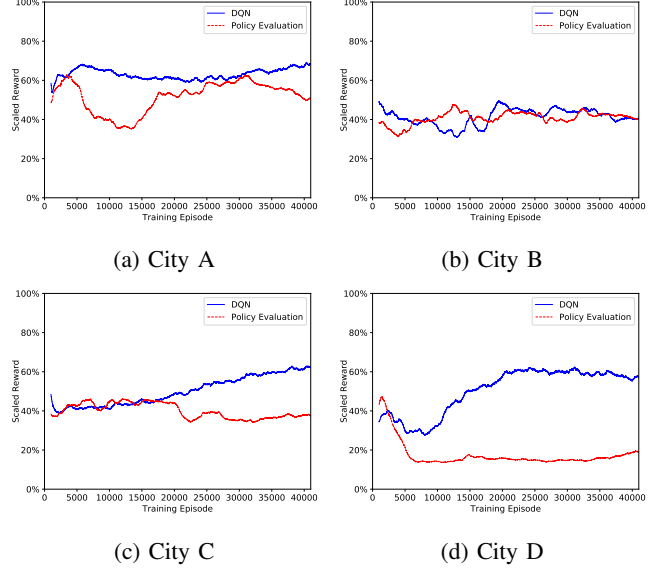 100%
80%
60%
40%
20%
0%
Scaled Reward
DQN
Policy Evaluation
0 5000 10000 15000 20000 25000 30000 35000 40000
Training Episode
(a) City A
100%
80%
60%
40%
20%
0%
Scaled Reward
DQN
Policy Evaluation
0 5000 10000 15000 20000 25000 30000 35000 40000
Training Episode
(b) City B
100%
80%
60%
40%
20%
0%
Scaled Reward
DQN
Policy Evaluation
0 5000 10000 15000 20000 25000 30000 35000 40000
Training Episode
(c) City C
100%
80%
60%
40%
20%
0%
Scaled Reward
DQN
Policy Evaluation
0 5000 10000 15000 20000 25000 30000 35000 40000
Training Episode
(d) City D